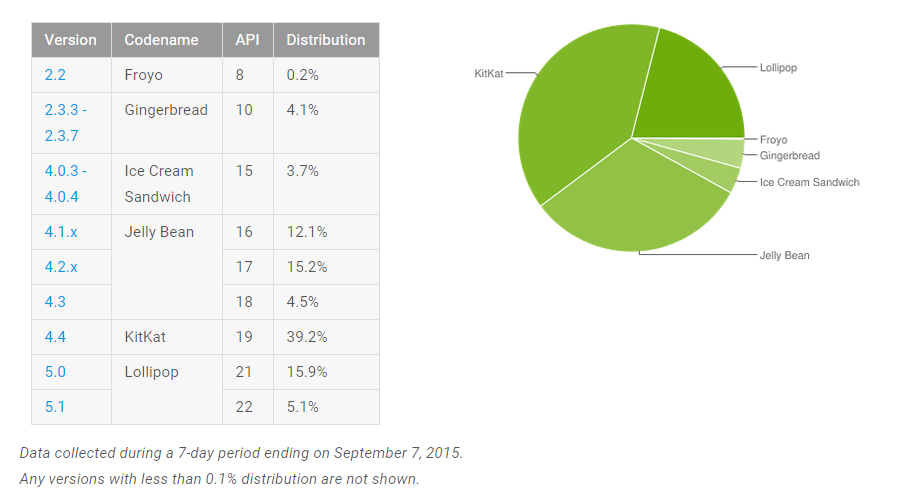 Version Codename API Distribution
2.2 Froyo 8 0.2%
2.3.3 - Gingerbread 10 4.1%
2.3.7
4.0.3 - Ice Cream 15 3.7%
4.0.4 Sandwich
4.1.x Jelly Bean 16 12.1%
4.2.x 17 15.2%
4.3 18 4.5%
4.4 KitKat 19 39.2%
5.0 Lollipop 21 15.9%
5.1 22 5.1%
KitKat
Lollipop
Froyo
Gingerbread
Ice Cream Sandwich
Jelly Bean
Data collected during a 7-day period ending on September 7, 2015.
Any versions with less than 0.1% distribution are not shown.